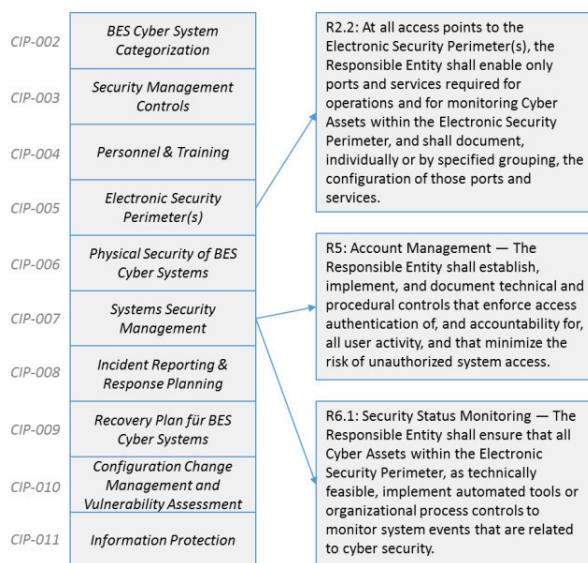 CIP-002
BES Cyber System
Categorization
CIP-003
Security Management
Controls
CIP-004
Personnel & Training
CIP-005
Electronic Security
Perimeter(s)
CIP-006
Physical Security of BES
Cyber Systems
CIP-007
Systems Security
Management
CIP-008
Incident Reporting &
Response Planning
CIP-009
Recovery Plan für BES
Cyber Systems
CIP-010
Configuration Change
Management and
Vulnerability Assessment
CIP-011
Information Protection
R2.2: At all access points to the
Electronic Security Perimeter(s), the
Responsible Entity shall enable only
ports and services required for
operations and for monitoring Cyber
Assets within the Electronic Security
Perimeter, and shall document,
individually or by specified grouping, the
configuration of those ports and
services.
R5: Account Management — The
Responsible Entity shall establish,
implement, and document technical and
procedural controls that enforce access
authentication of, and accountability for,
all user activity, and that minimize the
risk of unauthorized system access.
R6.1: Security Status Monitoring — The
Responsible Entity shall ensure that all
Cyber Assets within the Electronic
Security Perimeter, as technically
feasible, implement automated tools or
organizational process controls to
monitor system events that are related
to cyber security.